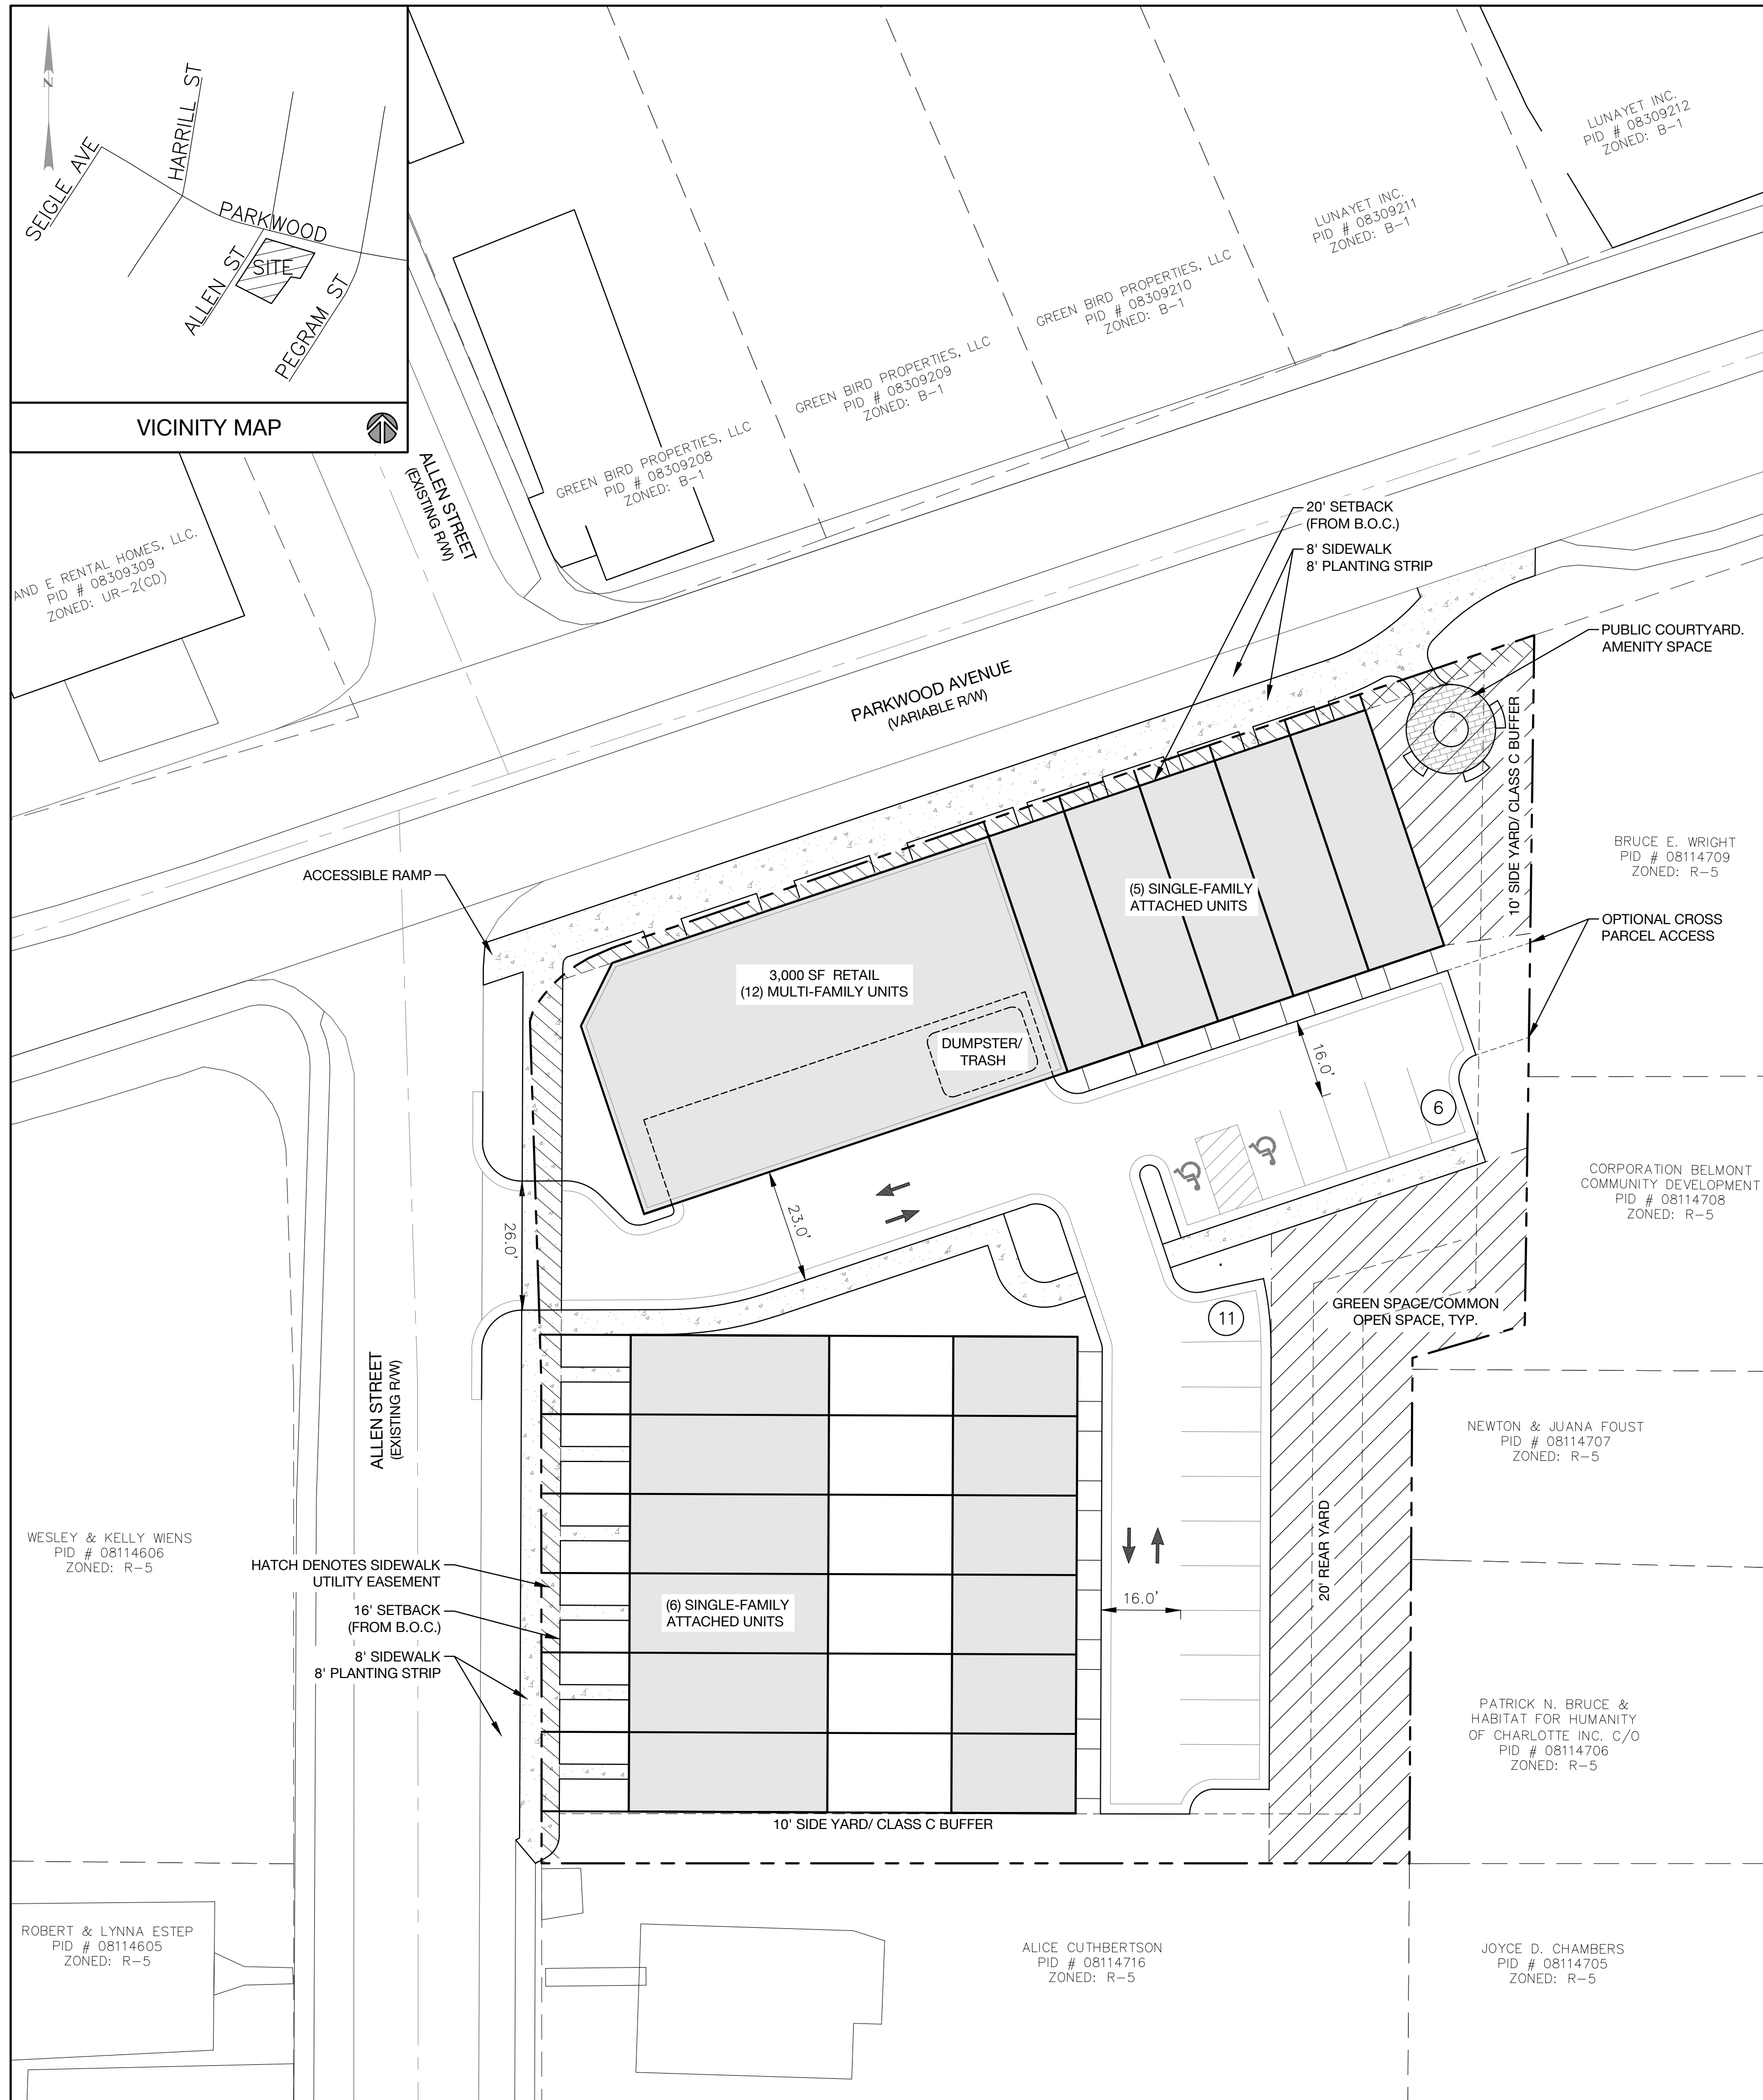 N
SEIGLE AVE
HARRILL ST
PARKWOOD
ALLEN ST
SITE
PEGRAM ST
VICINITY MAP
LUNAYET INC.
PID # 08309212
ZONED: B-1
LUNAYET INC.
PID # 08309211
ZONED: B-1
GREEN BIRD PROPERTIES, LLC
PID # 08309210
ZONED: B-1
GREEN BIRD PROPERTIES, LLC
PID # 08309209
ZONED: B-1
GREEN BIRD PROPERTIES, LLC
PID # 08309208
ZONED: B-1
ALLEN STREET
(EXISTING R/W)
AND E RENTAL HOMES, LLC.
PID # 08309309
ZONED: UR-2(CD)
20' SETBACK
(FROM B.O.C.)
8' SIDEWALK
8' PLANTING STRIP
PUBLIC COURTYARD.
AMENITY SPACE
PARKWOOD AVENUE
(VARIABLE R/W)
10' SIDE YARD/ CLASS C BUFFER
BRUCE E. WRIGHT
PID # 08114709
ZONED: R-5
ACCESSIBLE RAMP
(5) SINGLE-FAMILY
ATTACHED UNITS
OPTIONAL CROSS
PARCEL ACCESS
3,000 SF RETAIL
(12) MULTI-FAMILY UNITS
DUMPSTER/
TRASH
16.0'
6
CORPORATION BELMONT
COMMUNITY DEVELOPMENT
PID # 08114708
ZONED: R-5
26.0'
23.0'
GREEN SPACE/COMMON
OPEN SPACE, TYP.
11
ALLEN STREET
(EXISTING R/W)
NEWTON & JUANA FOUST
PID # 08114707
ZONED: R-5
WESLEY & KELLY WIENS
PID # 08114606
ZONED: R-5
HATCH DENOTES SIDEWALK
UTILITY EASEMENT
16' SETBACK
(FROM B.O.C.)
8' SIDEWALK
8' PLANTING STRIP
(6) SINGLE-FAMILY
ATTACHED UNITS
16.0'
20' REAR YARD
PATRICK N. BRUCE &
HABITAT FOR HUMANITY
OF CHARLOTTE INC. C/O
PID # 08114706
ZONED: R-5
10' SIDE YARD/ CLASS C BUFFER
ROBERT & LYNNA ESTEP
PID # 08114605
ZONED: R-5
ALICE CUTHBERTSON
PID # 08114716
ZONED: R-5
JOYCE D. CHAMBERS
PID # 08114705
ZONED: R-5